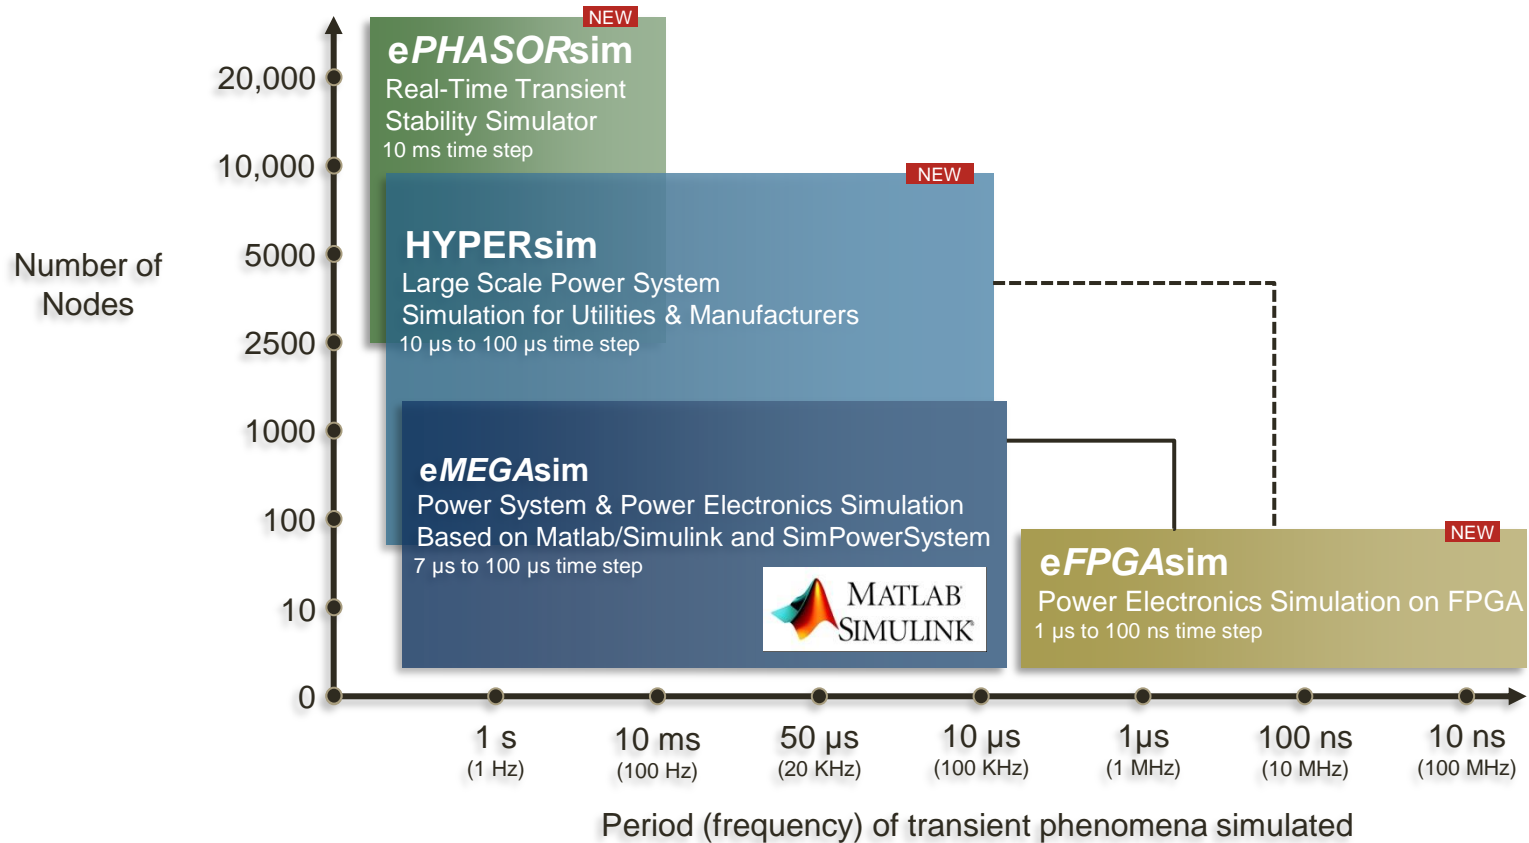 NEW
ePHASORsim
Real-Time Transient
Stability Simulator
10 ms time step
NEW
HYPERsim
Large Scale Power System
Simulation for Utilities & Manufacturers
10 µs to 100 µs time step
eMEGAsim
Power System & Power Electronics Simulation
Based on Matlab/Simulink and SimPowerSystem
7 µs to 100 µs time step
MATLAB®
SIMULINK®
NEW
eFPGAsim
Power Electronics Simulation on FPGA
1 µs to 100 ns time step
Number of
Nodes
20,000
10,000
5000
2500
1000
100
10
0
1 s
(1 Hz)
10 ms
(100 Hz)
50 µs
(20 KHz)
10 µs
(100 KHz)
1µs
(1 MHz)
100 ns
(10 MHz)
10 ns
(100 MHz)
Period (frequency) of transient phenomena simulated